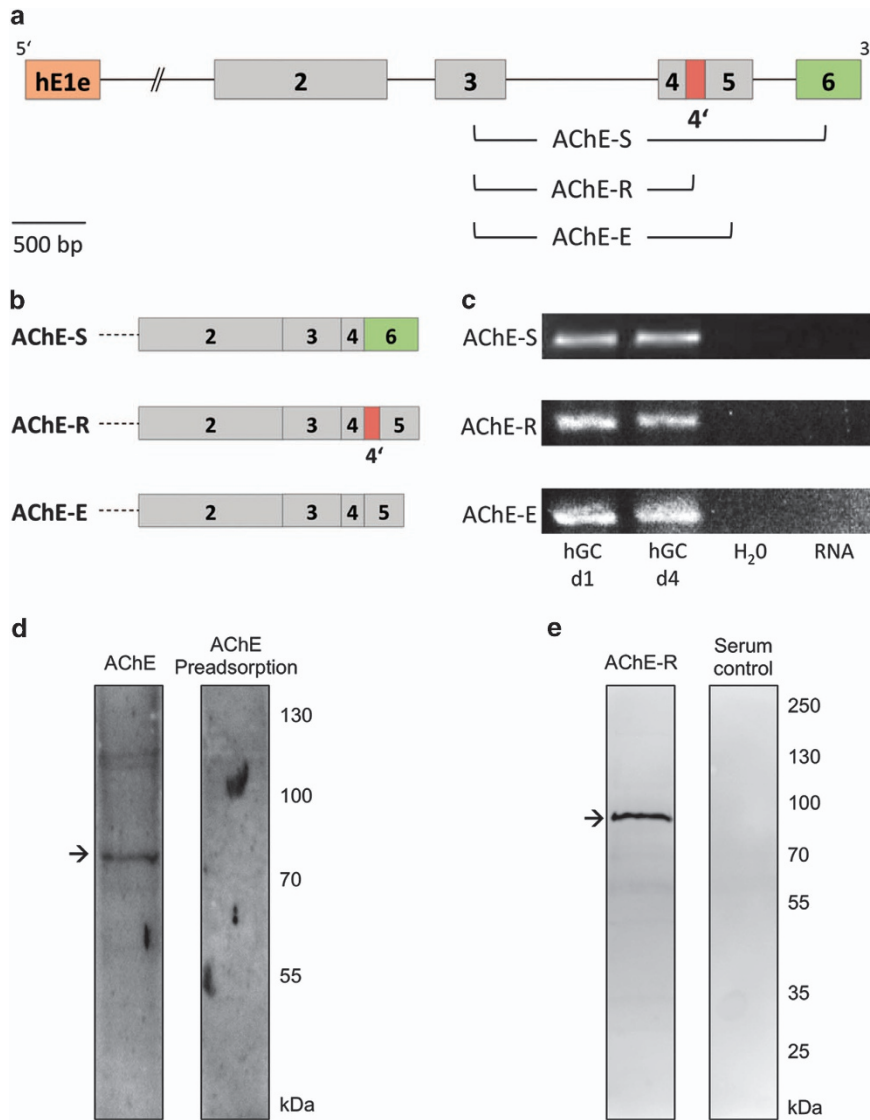 a
5‘
3
hE1e
//
2
3
4
5
6
4‘
AChE-S
AChE-R
AChE-E
500 bp
b
AChE-S
2
3
4
6
AChE-R
2
3
4
5
4‘
AChE-E
2
3
4
5
c
AChE-S
AChE-R
AChE-E
hGC d1
hGC d4
H₂0
RNA
d
AChE
AChE
Preadsorption
130
100
70
55
kDa
e
AChE-R
Serum
control
250
130
100
70
55
35
25
kDa